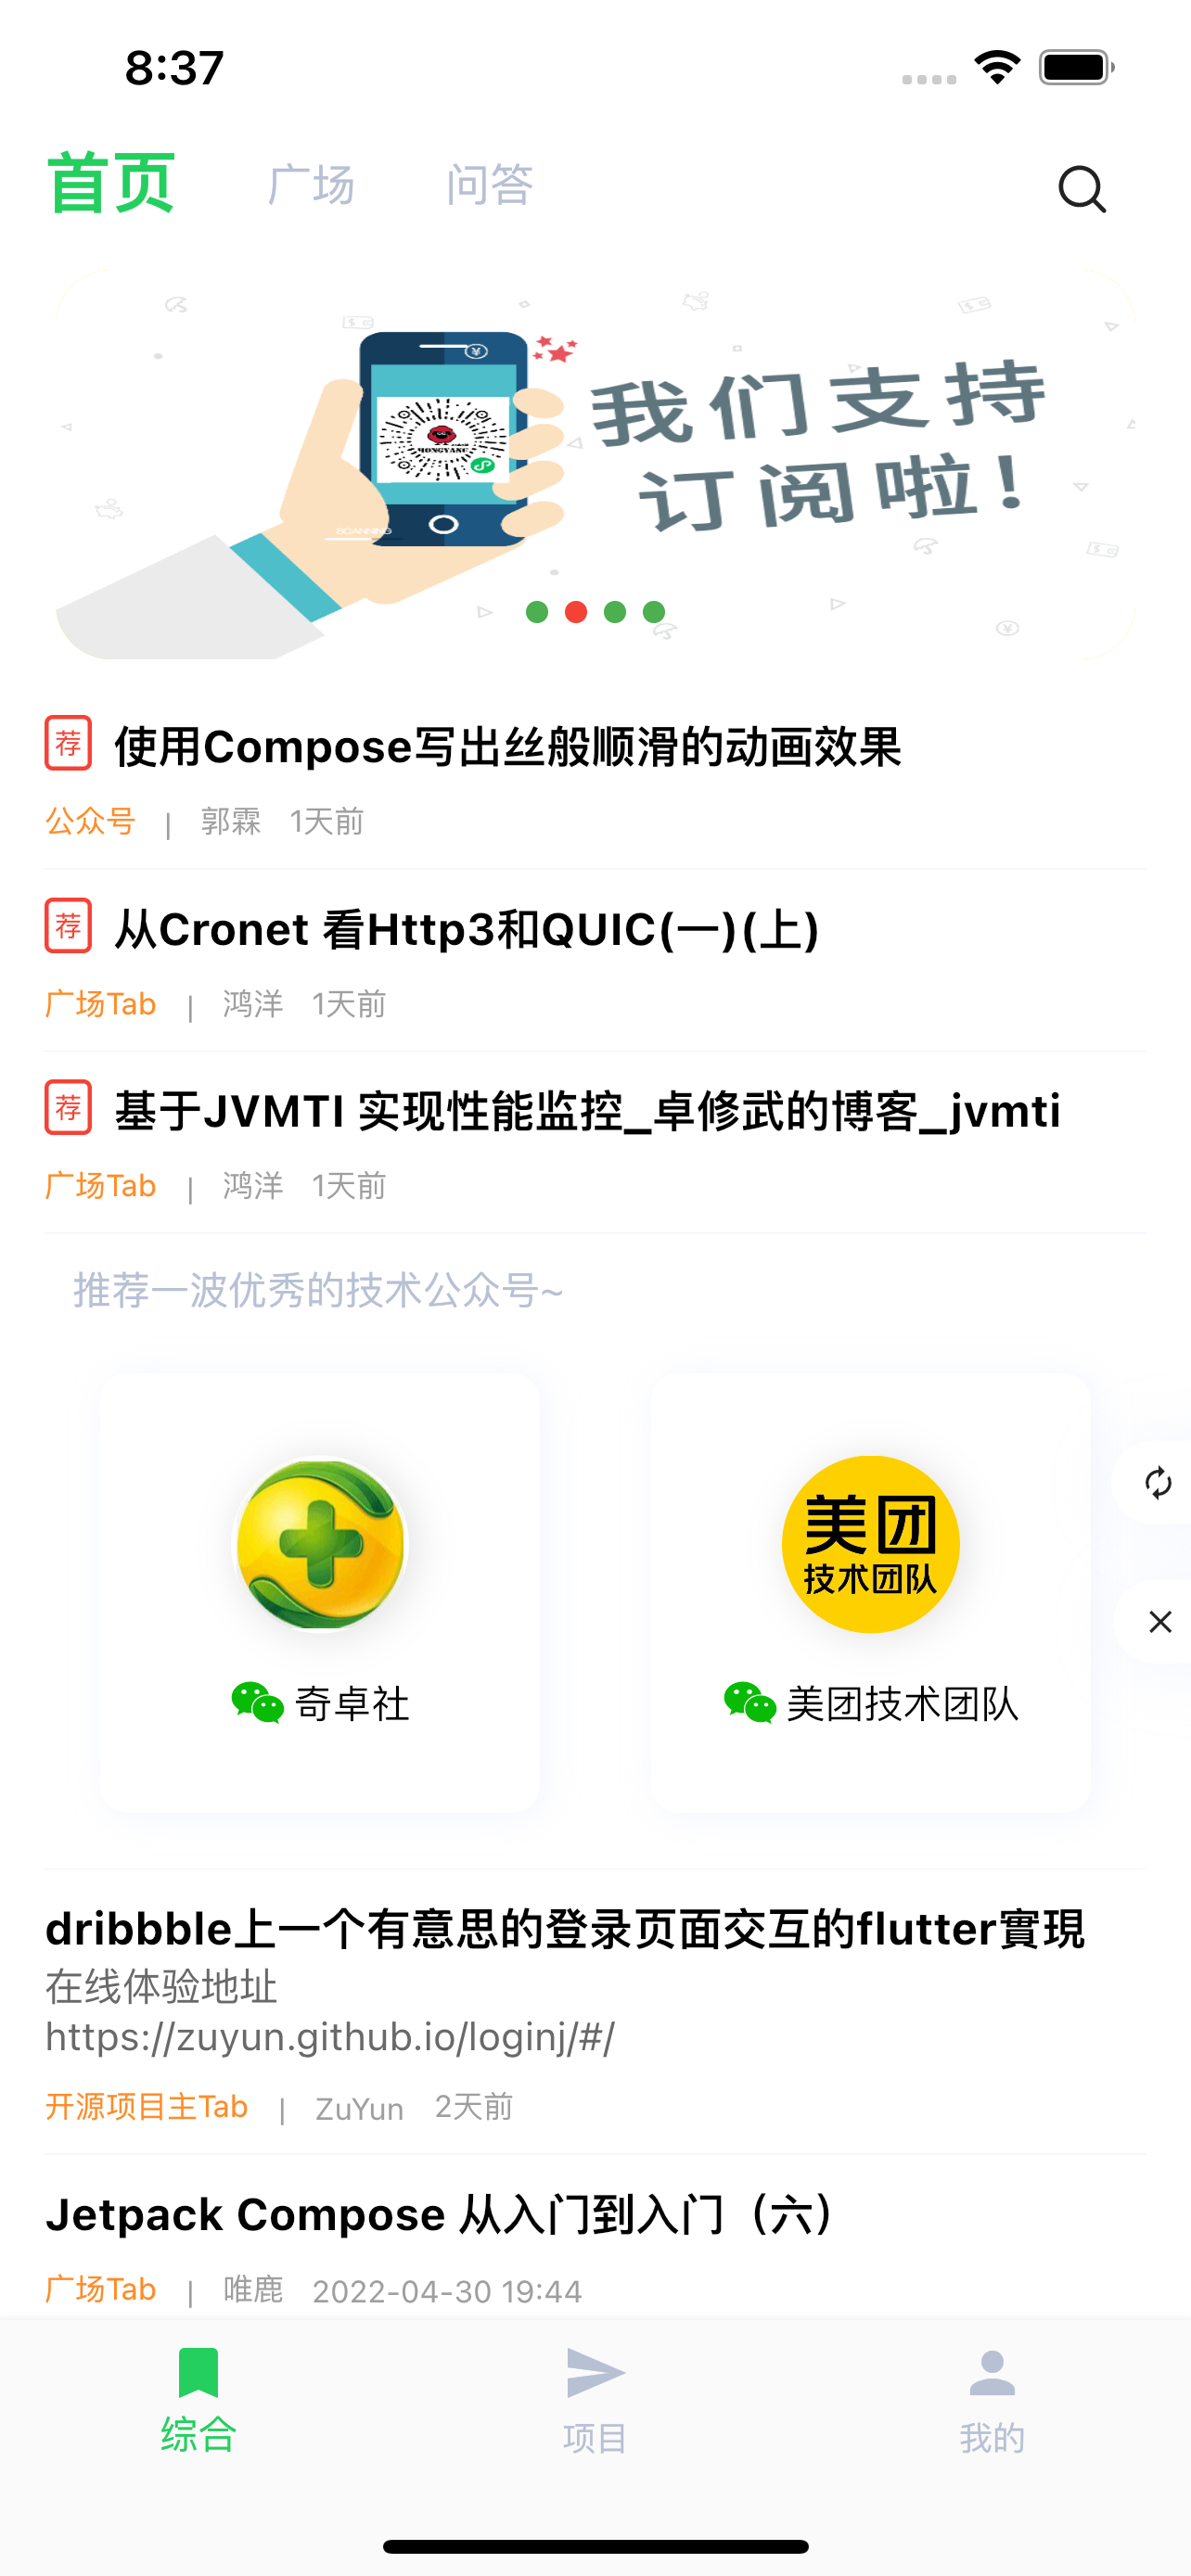 8:37
首页 广场 问答
我们支持
订阅啦!
HONGYANG
SCANNING
荐 使用Compose写出丝般顺滑的动画效果
公众号 | 郭霖 1天前
荐 从Cronet 看Http3和QUIC(一)(上)
广场Tab | 鸿洋 1天前
荐 基于JVMTI 实现性能监控_卓修武的博客_jvmti
广场Tab | 鸿洋 1天前
推荐一波优秀的技术公众号~
美团
技术团队
奇卓社 美团技术团队
dribbble上一个有意思的登录页面交互的flutter實現
在线体验地址
https://zuyun.github.io/loginj/#/
开源项目主Tab | ZuYun 2天前
Jetpack Compose 从入门到入门（六）
广场Tab | 唯鹿 2022-04-30 19:44
综合 项目 我的